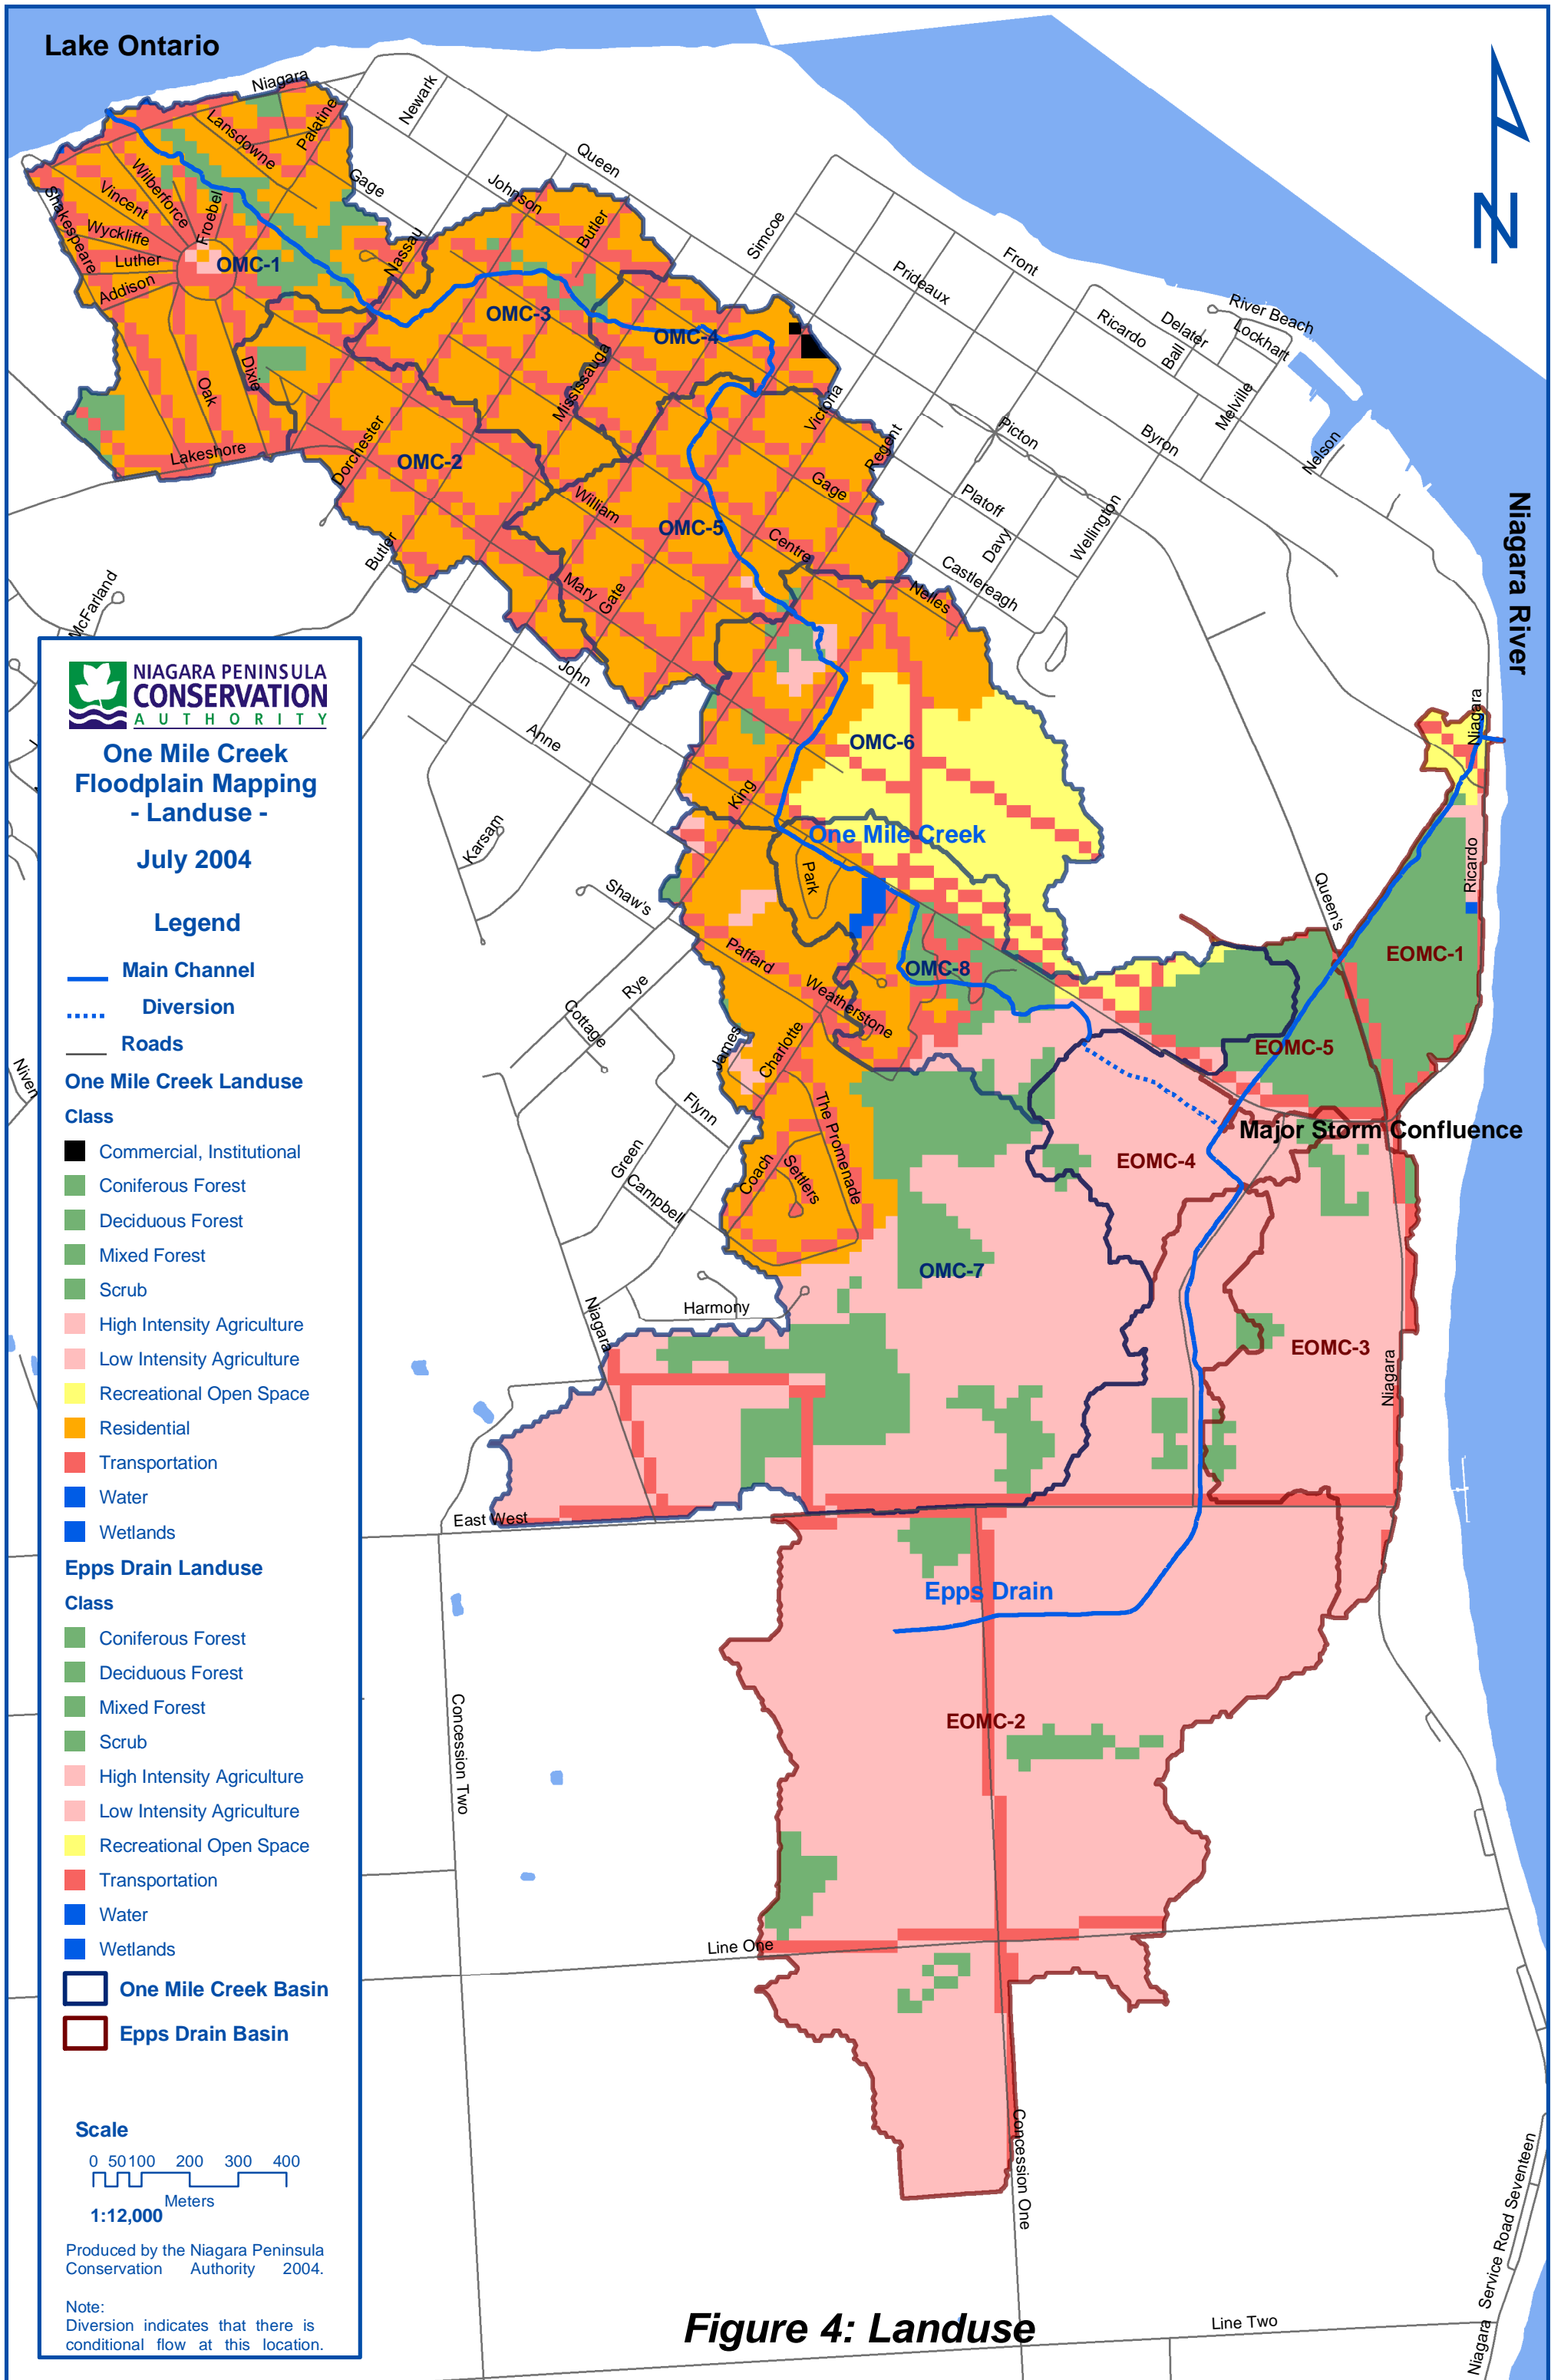 Lake Ontario
Niagara
Newark
Lansdowne
Palatine
Queen
Gage
Johnson
Wilberforce
Vincent
Froebel
Shakespeare
Wyckliffe
Luther
Addison
OMC-1
Nassau
Butler
Simcoe
Front
Prideaux
River Beach
Delater
Lockhart
Ricardo
Ball
OMC-3
OMC-4
Mississauga
Victoria
Melville
Oak
Dixie
Picton
Byron
Nelson
Regent
Lakeshore
Dorchester
OMC-2
Gage
Platoff
William
OMC-5
Centre
Davy
Wellington
Niagara River
Butler
Castlereagh
Mary
Gate
Nelles
McFarland
John
Anne
OMC-6
Niagara
King
One Mile Creek
Karsam
Park
Shaw's
Queen's
Ricardo
Paffard
OMC-8
EOMC-1
Rye
Weatherstone
Cottage
James
Charlotte
EOMC-5
Niven
Flynn
The Promenade
Major Storm Confluence
Green
Coach
Settlers
EOMC-4
Campbell
OMC-7
Harmony
Niagara
EOMC-3
Niagara
East West
Epps Drain
Concession Two
EOMC-2
Line One
Concession One
Niagara Service Road Seventeen
Line Two
NIAGARA PENINSULA
CONSERVATION
AUTHORITY
One Mile Creek
Floodplain Mapping
- Landuse -
July 2004
Legend
Main Channel
Diversion
Roads
One Mile Creek Landuse
Class
Commercial, Institutional
Coniferous Forest
Deciduous Forest
Mixed Forest
Scrub
High Intensity Agriculture
Low Intensity Agriculture
Recreational Open Space
Residential
Transportation
Water
Wetlands
Epps Drain Landuse
Class
Coniferous Forest
Deciduous Forest
Mixed Forest
Scrub
High Intensity Agriculture
Low Intensity Agriculture
Recreational Open Space
Transportation
Water
Wetlands
One Mile Creek Basin
Epps Drain Basin
Scale
0 50 100 200 300 400
Meters
1:12,000
Produced by the Niagara Peninsula
Conservation Authority 2004.
Note:
Diversion indicates that there is
conditional flow at this location.
Figure 4: Landuse
N